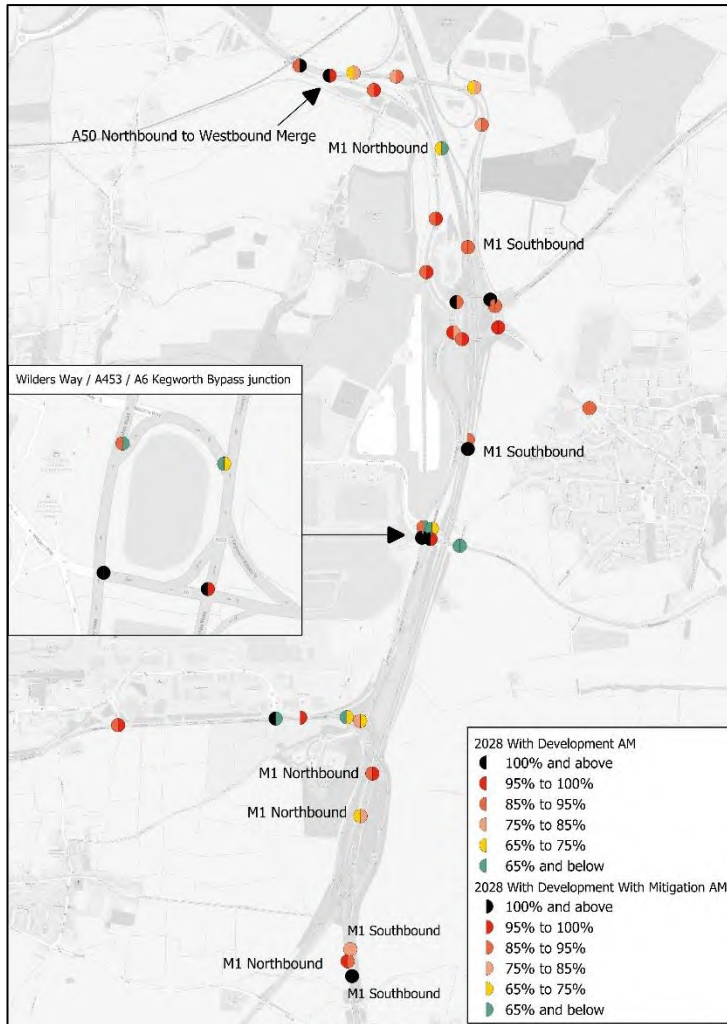 A50 Northbound to Westbound Merge
M1 Northbound
M1 Southbound
Wilders Way / A453 / A6 Kegworth Bypass junction
M1 Southbound
M1 Northbound
M1 Northbound
M1 Southbound
M1 Northbound
M1 Southbound
2028 With Development AM
100% and above
95% to 100%
85% to 95%
75% to 85%
65% to 75%
65% and below
2028 With Development With Mitigation AM
100% and above
95% to 100%
85% to 95%
75% to 85%
65% to 75%
65% and below